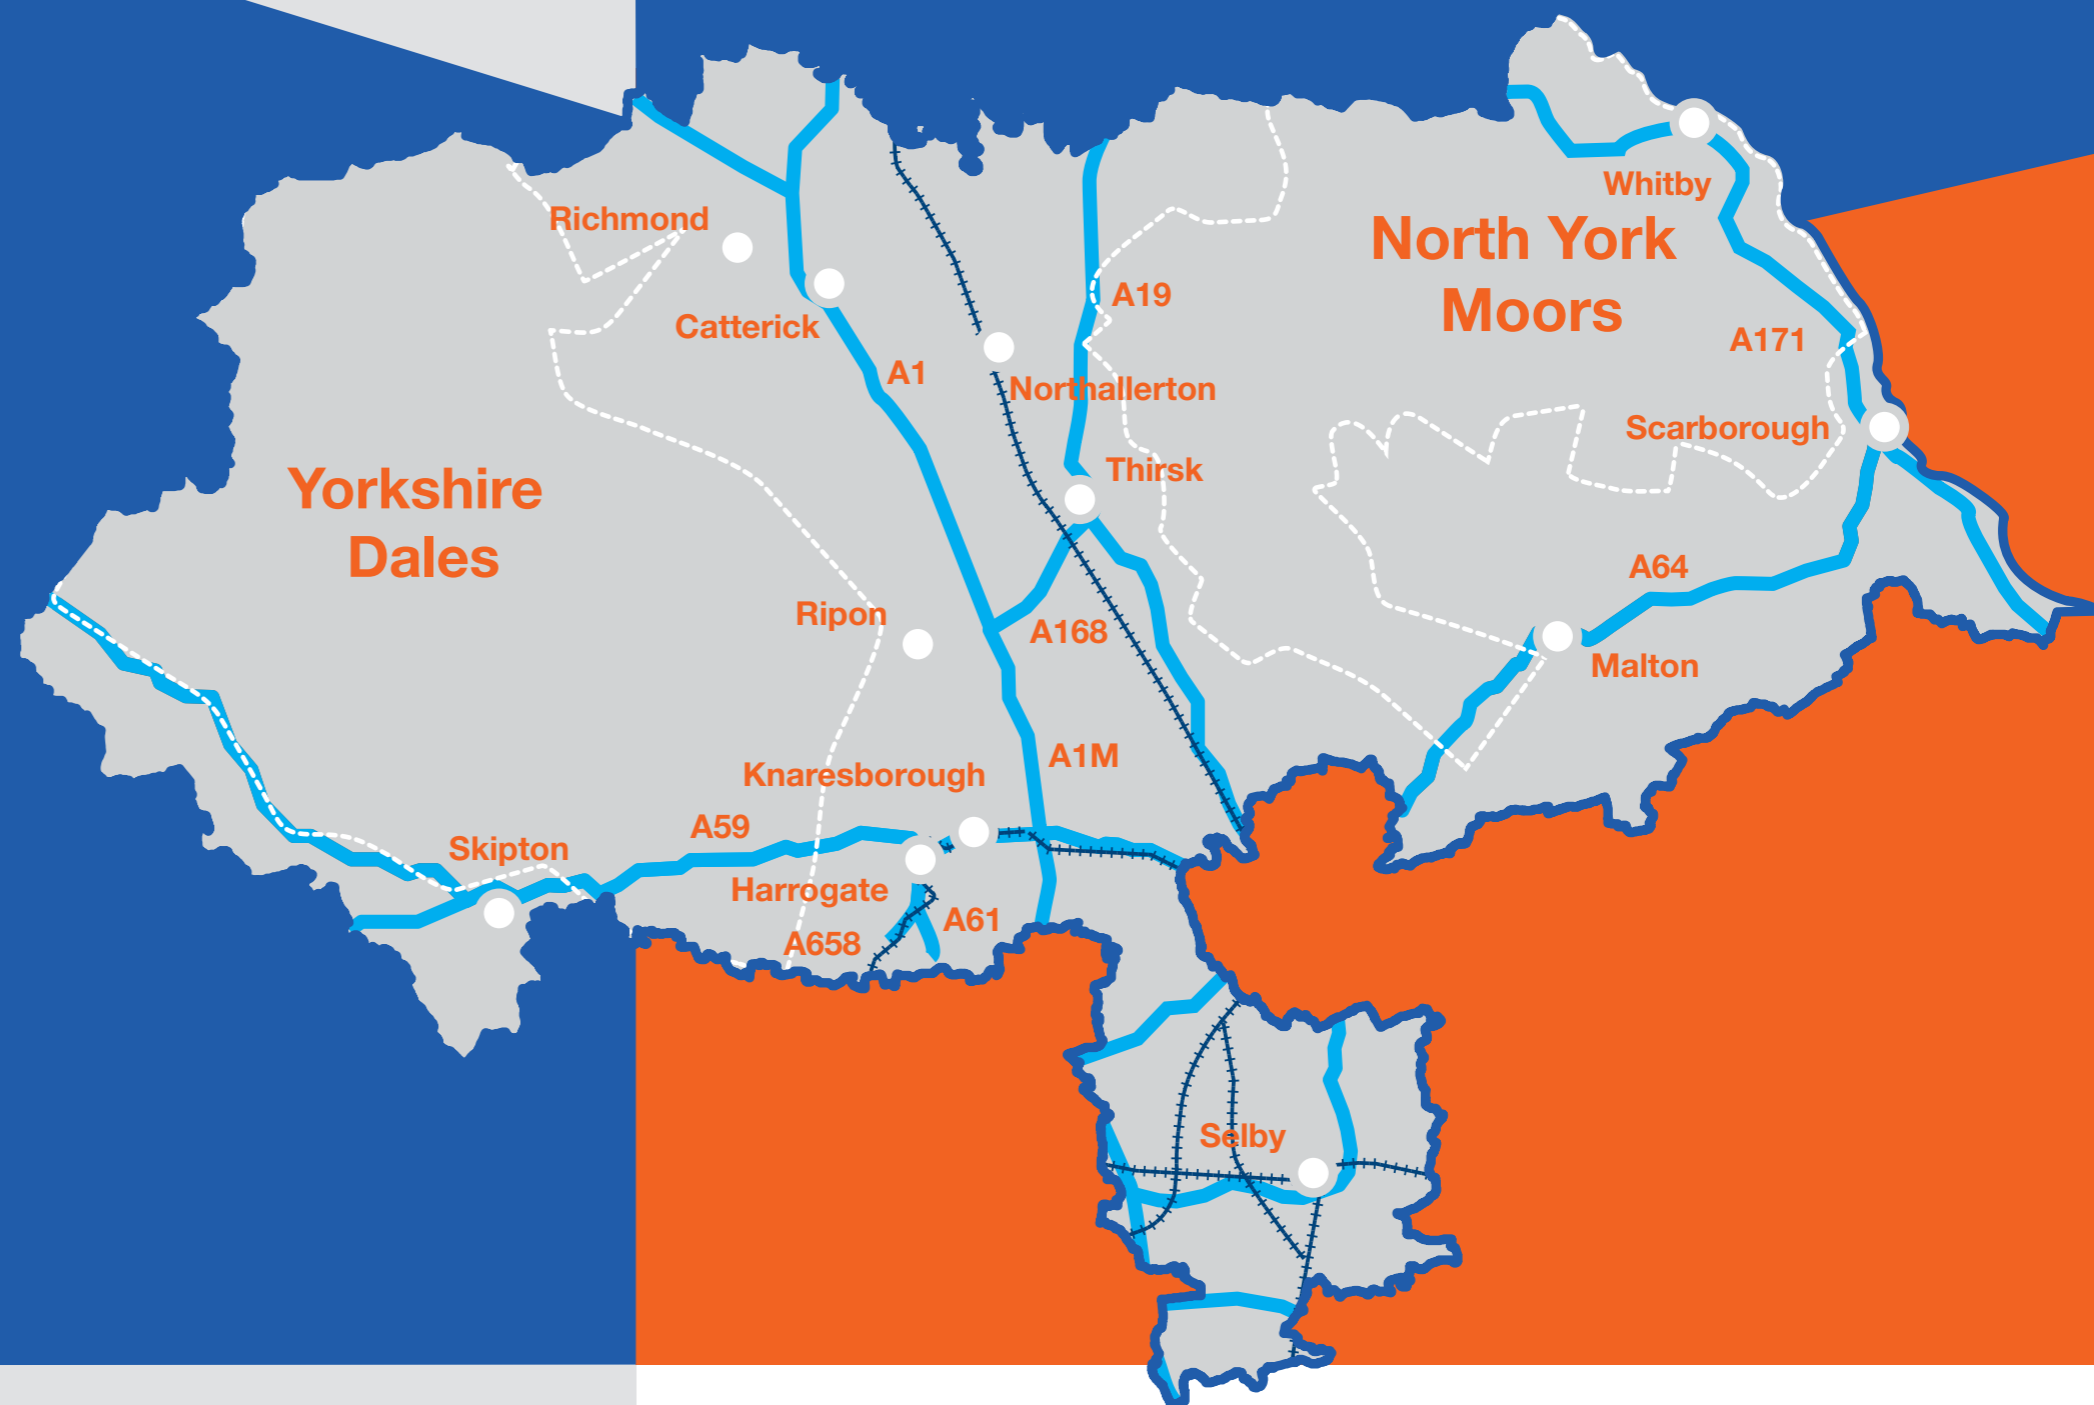 Whitby
Richmond
North York
Moors
A19
Catterick
A171
A1
Northallerton
Scarborough
Thirsk
Yorkshire
Dales
A64
Ripon
A168
Malton
A1M
Knaresborough
A59
Skipton
Harrogate
A61
A658
Selby